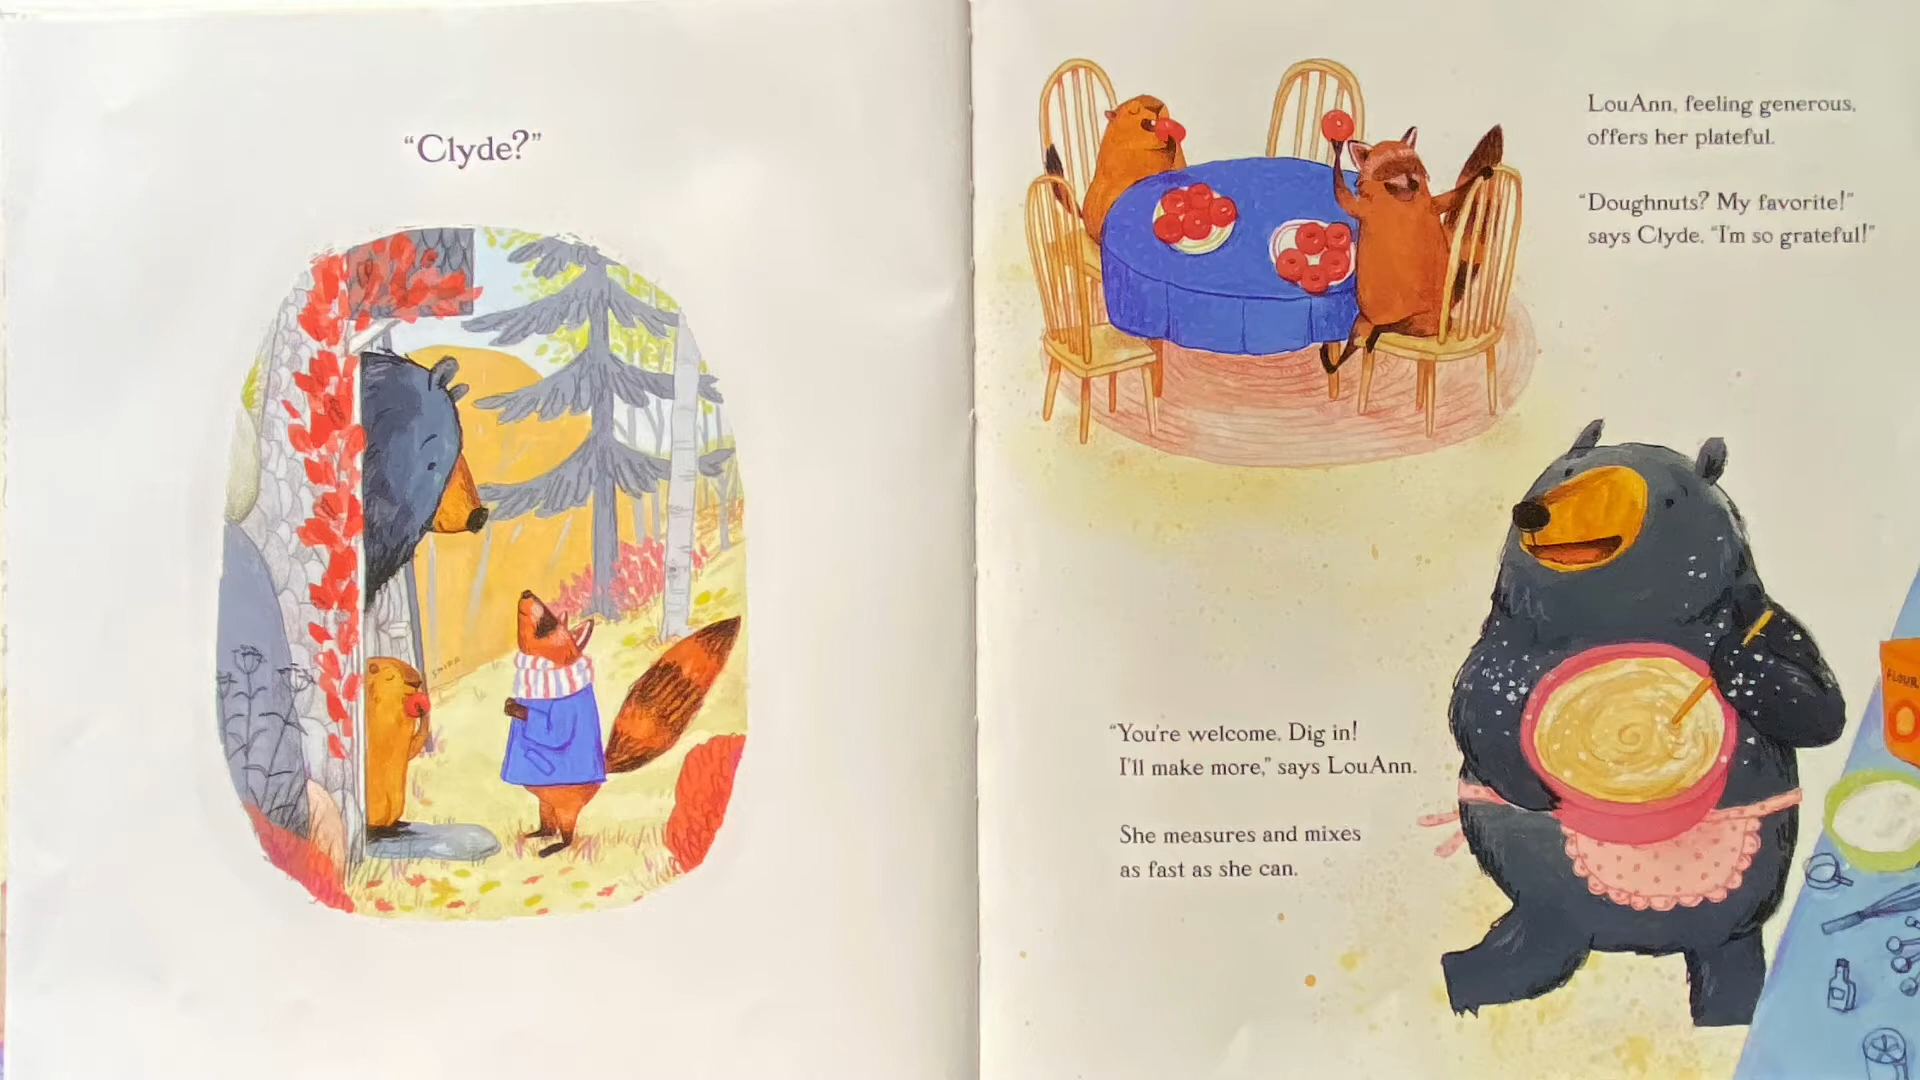 “Clyde?”
SNIFF
LouAnn, feeling generous,
offers her plateful.
“Doughnuts? My favorite!”
says Clyde. “I'm so grateful!”
“You're welcome. Dig in!
I'll make more,” says LouAnn.
She measures and mixes
as fast as she can.
FLOUR